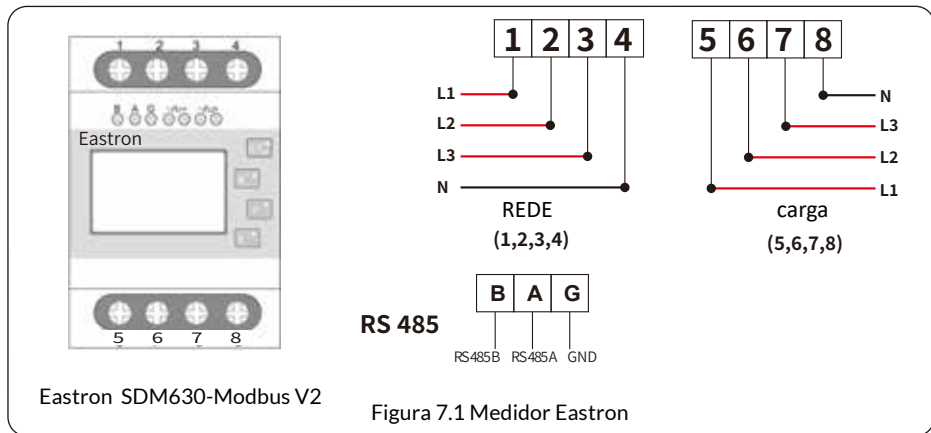 1 2 3 4
B A G
Eastron
5 6 7 8
Eastron SDM630-Modbus V2
1 2 3 4
L1
L2
L3
N
REDE
(1,2,3,4)
5 6 7 8
N
L3
L2
L1
carga
(5,6,7,8)
RS 485
B A G
RS485B RS485A GND
Figura 7.1 Medidor Eastron